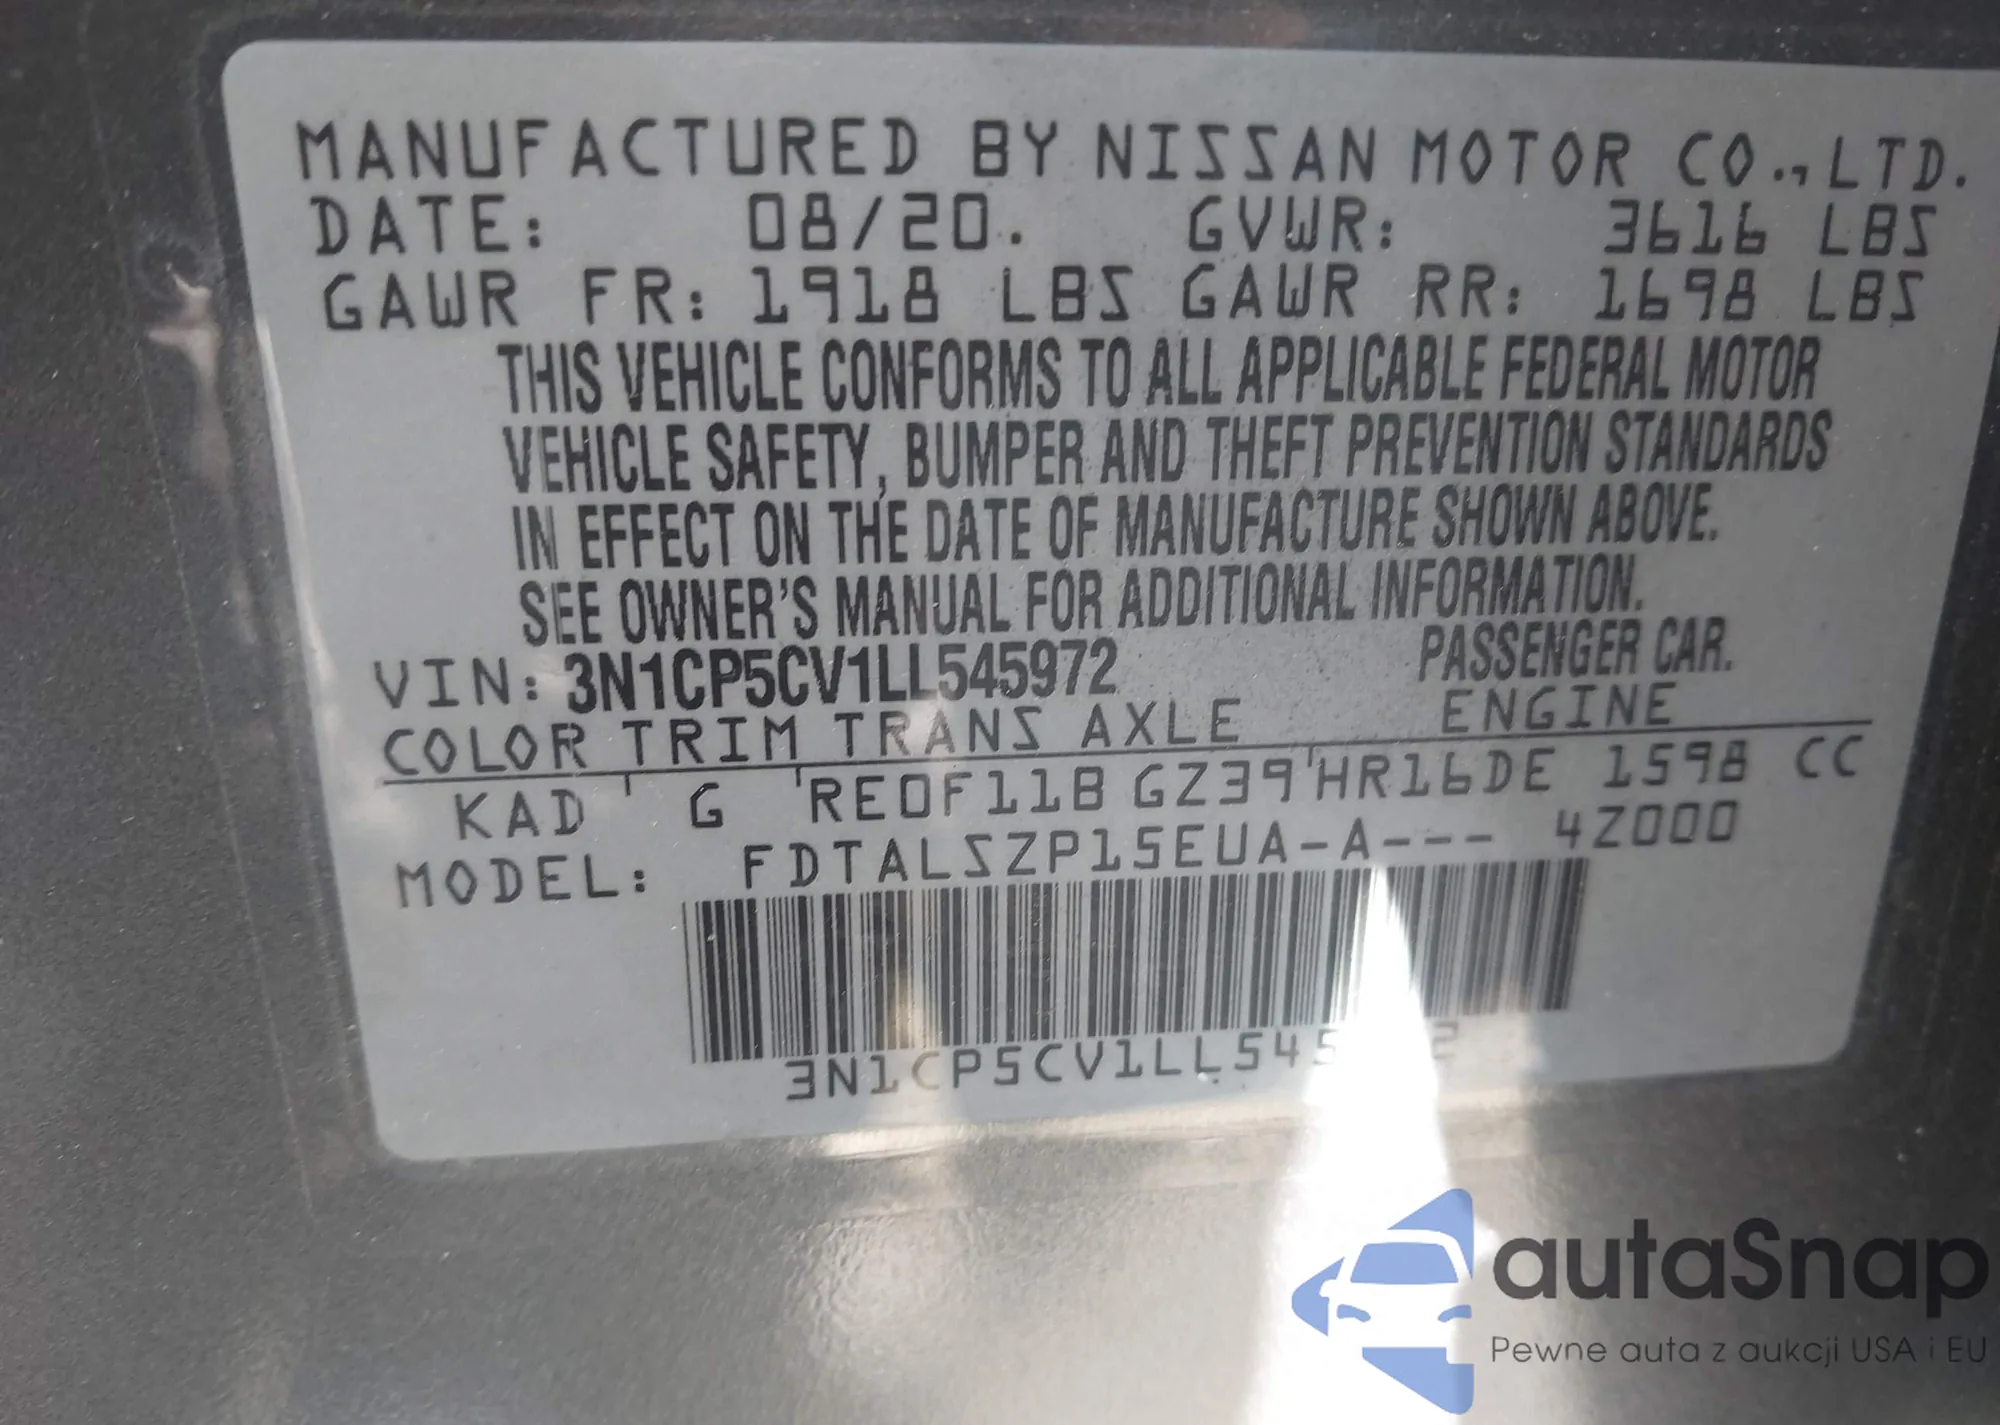 MANUFACTURED BY NISSAN MOTOR CO.,LTD.
DATE: 08/20. GVWR: 3616 LBS
GAWR FR: 1918 LBS GAWR RR: 1698 LBS
THIS VEHICLE CONFORMS TO ALL APPLICABLE FEDERAL MOTOR
VEHICLE SAFETY, BUMPER AND THEFT PREVENTION STANDARDS
IN EFFECT ON THE DATE OF MANUFACTURE SHOWN ABOVE.
SEE OWNER'S MANUAL FOR ADDITIONAL INFORMATION.
VIN: 3N1CP5CV1LL545972 PASSENGER CAR.
COLOR TRIM TRANS AXLE ENGINE
KAD G RE0F11B GZ39 HR16DE 1598 CC
MODEL: FDTALSZP15EUA-A--- 4Z000
3N1CP5CV1LL545 2
autaSnap
Pewne auta z aukcji USA i EU